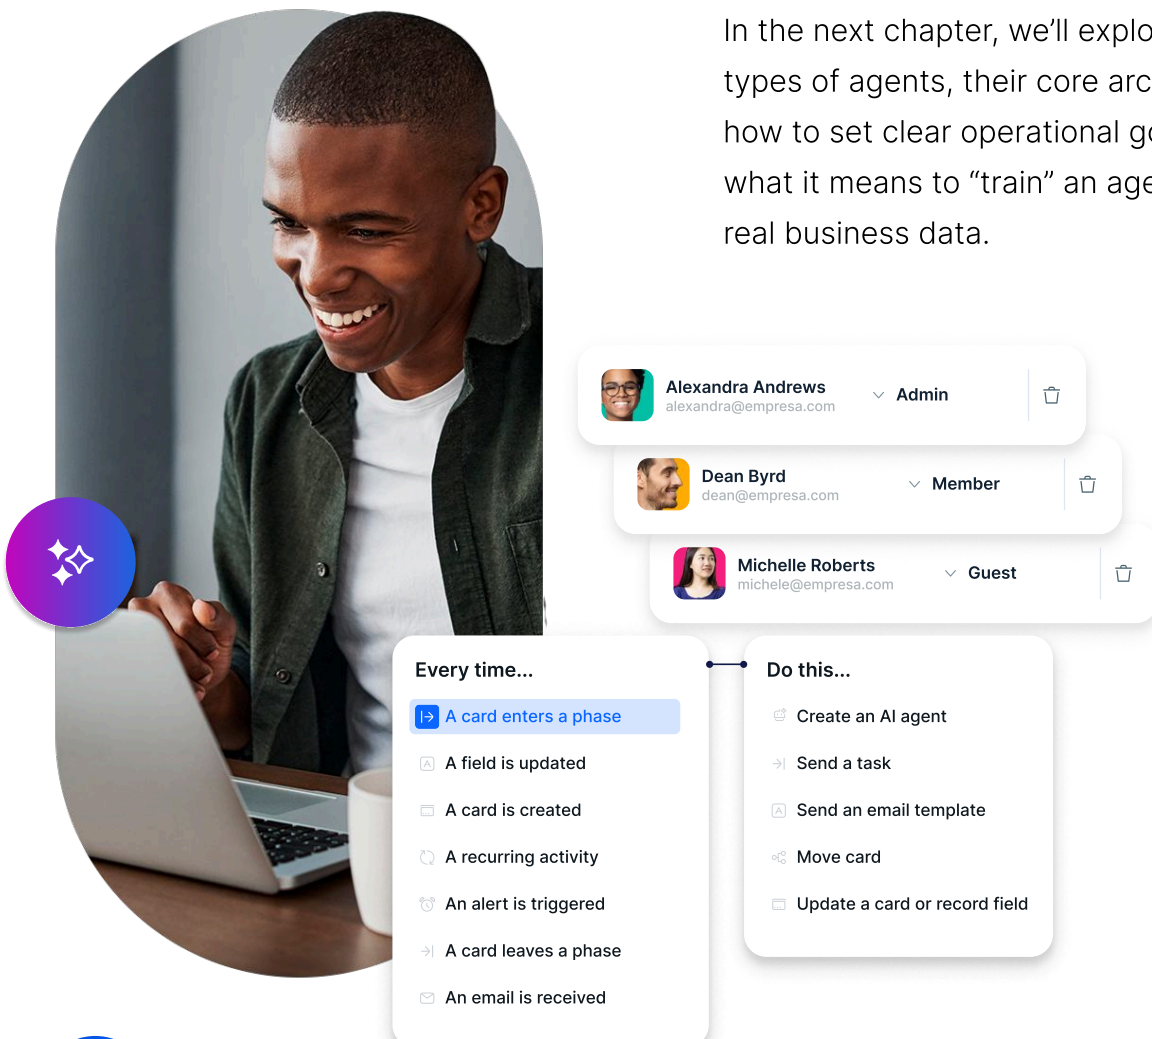 In the next chapter, we’ll explo
types of agents, their core arc
how to set clear operational go
what it means to “train” an age
real business data.
Alexandra Andrews
alexandra@empresa.com
Admin
Dean Byrd
dean@empresa.com
Member
Michelle Roberts
michele@empresa.com
Guest
Every time...
A card enters a phase
A field is updated
A card is created
A recurring activity
An alert is triggered
A card leaves a phase
An email is received
Do this...
Create an AI agent
Send a task
Send an email template
Move card
Update a card or record field